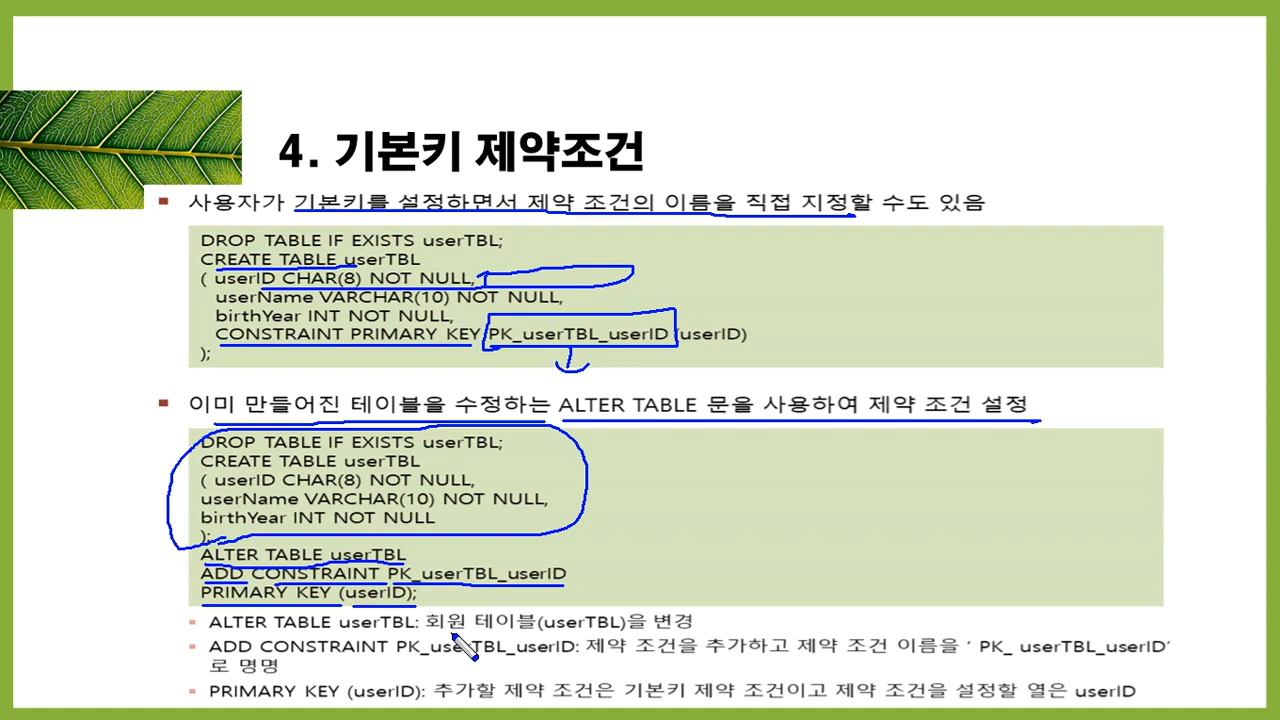 4. 기본키 제약조건
사용자가 기본키를 설정하면서 제약 조건의 이름을 직접 지정할 수도 있음
DROP TABLE IF EXISTS userTBL;
CREATE TABLE userTBL
( userID CHAR(8) NOT NULL,
userName VARCHAR(10) NOT NULL,
birthYear INT NOT NULL,
CONSTRAINT PRIMARY KEY PK_userTBL_userID (userID)
);
이미 만들어진 테이블을 수정하는 ALTER TABLE 문을 사용하여 제약 조건 설정
DROP TABLE IF EXISTS userTBL;
CREATE TABLE userTBL
( userID CHAR(8) NOT NULL,
userName VARCHAR(10) NOT NULL,
birthYear INT NOT NULL
);
ALTER TABLE userTBL
ADD CONSTRAINT PK_userTBL_userID
PRIMARY KEY (userID);
ALTER TABLE userTBL: 회원 테이블(userTBL)을 변경
ADD CONSTRAINT PK_userTBL_userID: 제약 조건을 추가하고 제약 조건 이름을 ‘ PK_ userTBL_userID’
로 명명
PRIMARY KEY (userID): 추가할 제약 조건은 기본키 제약 조건이고 제약 조건을 설정할 열은 userID